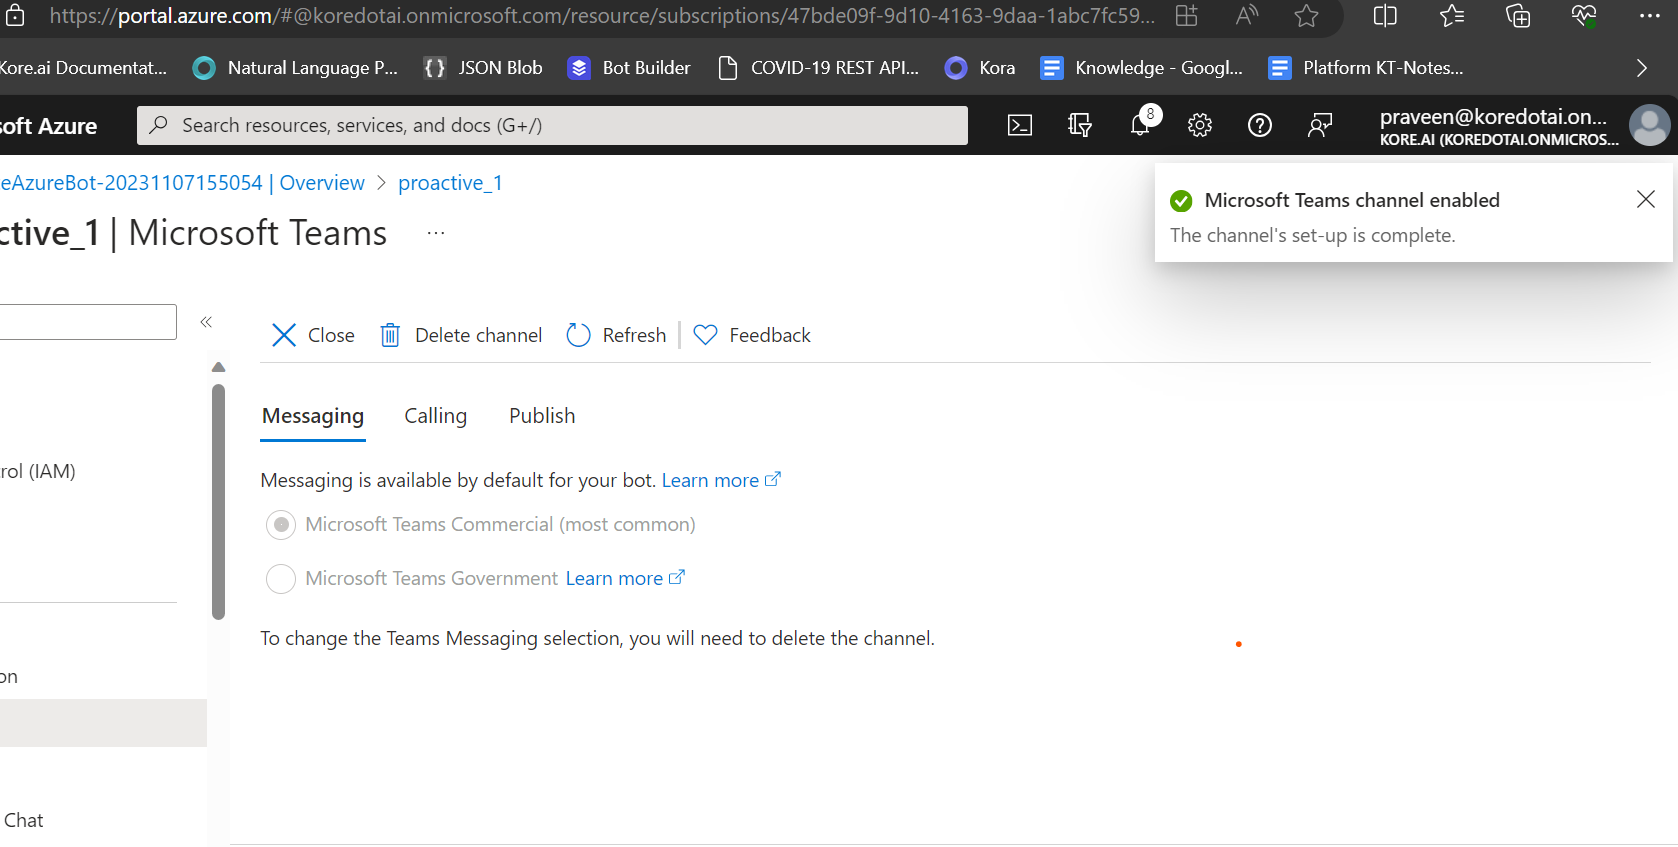 https://portal.azure.com/#@koredotai.onmicrosoft.com/resource/subscriptions/47bde09f-9d10-4163-9daa-1abc7fc59...
Kore.ai Documentat... Natural Language P... {} JSON Blob Bot Builder COVID-19 REST API... Kora Knowledge - Googl... Platform KT-Notes...
soft Azure Search resources, services, and docs (G+/) 8 praveen@koredotai.on...
KORE.AI (KOREDOTAI.ONMICROS...
eAzureBot-20231107155054 | Overview > proactive_1
Microsoft Teams channel enabled
The channel's set-up is complete.
ctive_1 | Microsoft Teams ...
« Close Delete channel Refresh Feedback
Messaging Calling Publish
rol (IAM)
Messaging is available by default for your bot. Learn more
Microsoft Teams Commercial (most common)
Microsoft Teams Government Learn more
To change the Teams Messaging selection, you will need to delete the channel.
on
Chat